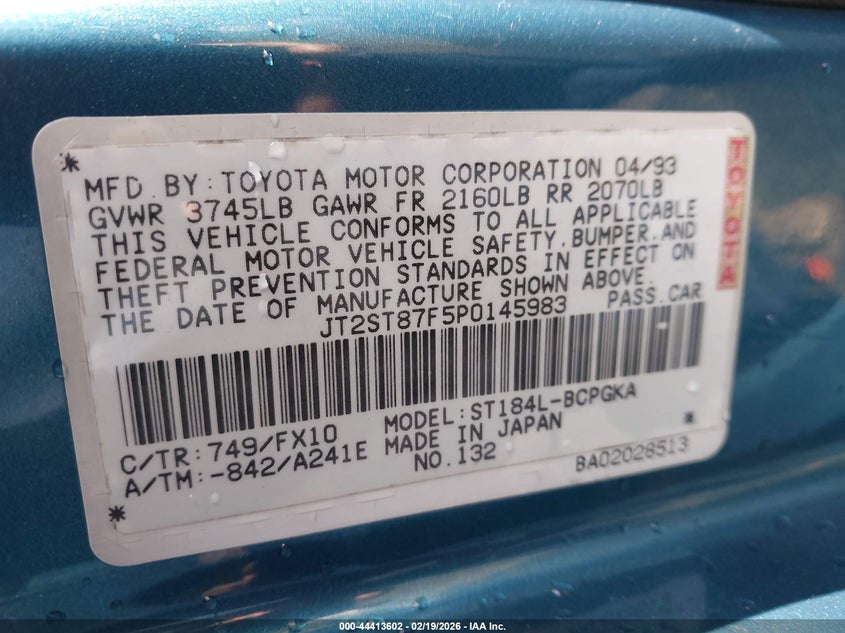 MFD. BY: TOYOTA MOTOR CORPORATION 04/93
GVWR 3745LB GAWR FR 2160LB RR 2070LB
THIS VEHICLE CONFORMS TO ALL APPLICABLE
FEDERAL MOTOR VEHICLE SAFETY, BUMPER, AND
THEFT PREVENTION STANDARDS IN EFFECT ON
THE DATE OF MANUFACTURE SHOWN ABOVE.
JT2ST87F5P0145983 PASS. CAR
C/TR: 749/FX10 MODEL: ST184L-BCPGKA
A/TM: -842/A241E MADE IN JAPAN
NO. 132 BA02028513
TOYOTA
000-44413602 - 02/19/2026 - IAA Inc.